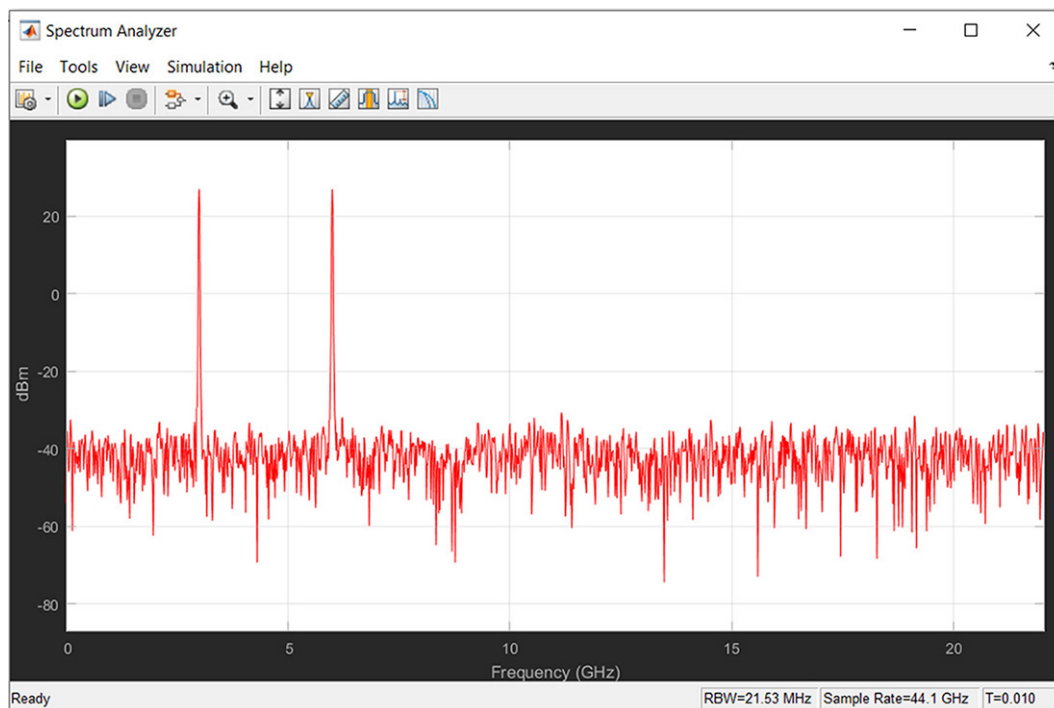 Spectrum Analyzer
File Tools View Simulation Help
20
0
-20
-40
-60
-80
dBm
0 5 10 15 20
Frequency (GHz)
Ready RBW=21.53 MHz Sample Rate=44.1 GHz T=0.010